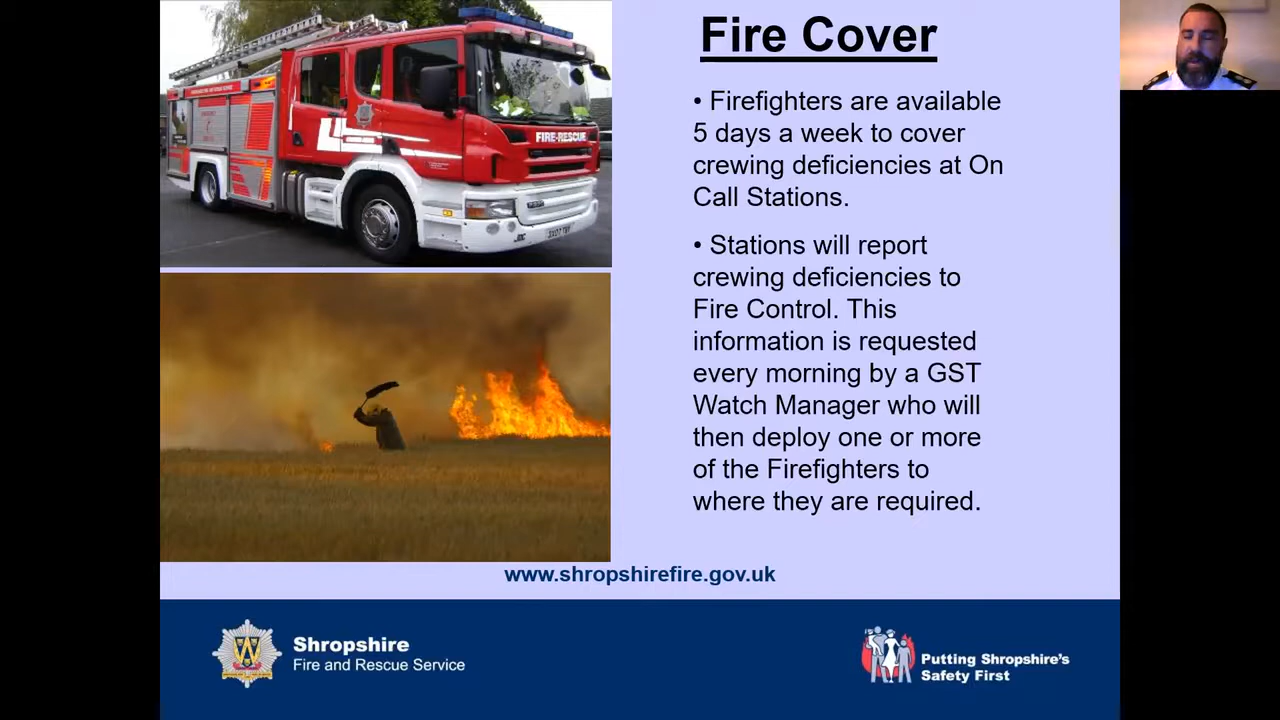 Fire Cover
• Firefighters are available
5 days a week to cover
crewing deficiencies at On
Call Stations.
• Stations will report
crewing deficiencies to
Fire Control. This
information is requested
every morning by a GST
Watch Manager who will
then deploy one or more
of the Firefighters to
where they are required.
FIRE-RESCUE
www.shropshirefire.gov.uk
Shropshire
Fire and Rescue Service
Putting Shropshire's
Safety First